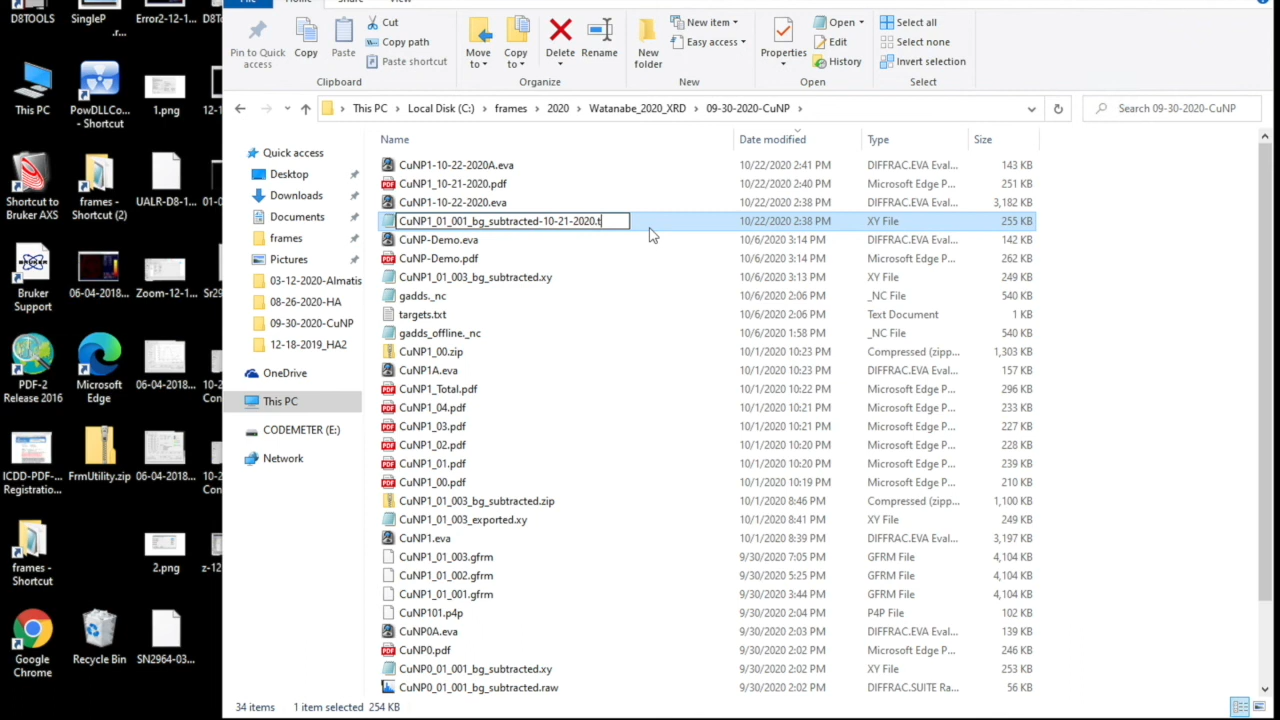 File Home Share View
Cut
New item
Open
Select all
Copy path
Easy access
Edit
Select none
Pin to Quick access
Copy
Paste
Paste shortcut
Move to
Copy to
Delete
Rename
New folder
Properties
History
Invert selection
Clipboard
Organize
New
Open
Select
This PC > Local Disk (C:) > frames > 2020 > Watanabe_2520_XRD > 09-30-2020-CuNP >
Search 09-30-2020-CuNP
Name Date modified Type Size
CuNP1-10-22-2020A.eva 10/22/2020 2:41 PM DIFFRAC.EVA Eval... 143 KB
CuNP1_10-21-2020.pdf 10/22/2020 2:40 PM Microsoft Edge P... 251 KB
CuNP1-10-22-2020.eva 10/22/2020 2:38 PM DIFFRAC.EVA Eval... 3,182 KB
CuNP1_01_001_bg_subtracted-10-21-2020.t 10/22/2020 2:38 PM XY File 255 KB
CuNP-Demo.eva 10/6/2020 3:14 PM DIFFRAC.EVA Eval... 142 KB
CuNP-Demo.pdf 10/6/2020 3:14 PM Microsoft Edge P... 262 KB
CuNP1_01_003_bg_subtracted.xy 10/6/2020 2:06 PM XY File 249 KB
gadds._nc 10/6/2020 2:06 PM _NC File 540 KB
targets.txt 10/6/2020 2:06 PM Text Document 1 KB
gadds_offline._nc 10/6/2020 1:58 PM _NC File 540 KB
CuNP1_00.zip 10/1/2020 10:23 PM Compressed (zipp... 1,303 KB
CuNP1A.eva 10/1/2020 10:23 PM DIFFRAC.EVA Eval... 157 KB
CuNP1_Total.pdf 10/1/2020 10:22 PM Microsoft Edge P... 296 KB
CuNP1_04.pdf 10/1/2020 10:21 PM Microsoft Edge P... 233 KB
CuNP1_03.pdf 10/1/2020 10:21 PM Microsoft Edge P... 227 KB
CuNP1_02.pdf 10/1/2020 10:20 PM Microsoft Edge P... 228 KB
CuNP1_01.pdf 10/1/2020 10:20 PM Microsoft Edge P... 239 KB
CuNP1_00.pdf 10/1/2020 10:19 PM Microsoft Edge P... 210 KB
CuNP1_01_003_bg_subtracted.zip 10/1/2020 8:46 PM Compressed (zipp... 1,100 KB
CuNP1_01_003_exported.xy 10/1/2020 8:41 PM XY File 249 KB
CuNP1.eva 10/1/2020 8:39 PM DIFFRAC.EVA Eval... 3,197 KB
CuNP1_01_003.gfrm 9/30/2020 7:05 PM GFRM File 4,104 KB
CuNP1_01_002.gfrm 9/30/2020 5:25 PM GFRM File 4,104 KB
CuNP1_01_001.gfrm 9/30/2020 3:44 PM GFRM File 4,104 KB
CuNP101.p4p 9/30/2020 2:04 PM P4P File 102 KB
CuNP0A.eva 9/30/2020 2:03 PM DIFFRAC.EVA Eval... 139 KB
CuNP0.pdf 9/30/2020 2:02 PM Microsoft Edge P... 246 KB
CuNP0_01_001_bg_subtracted.xy 9/30/2020 2:02 PM XY File 253 KB
CuNP0_01_001_bg_subtracted.raw 9/30/2020 2:02 PM DIFFRAC.SUITE Ra... 56 KB
Quick access
Desktop
Downloads
Documents
frames
Pictures
03-12-2020-Almatis
08-26-2020-HA
09-30-2020-CuNP
12-18-2019_HA2
OneDrive
This PC
CODEMETER (E:)
Network
34 items 1 item selected 254 KB
D8TOOLS SingleP .r... Error2-12-1... D8To
This PC PowDLLCo... - Shortcut 1.png 12-1
Shortcut to Bruker AXS frames - Shortcut (2) UALR-D8-1... 01-0
Bruker Support 06-04-2018... Zoom-12-1... Sr29
PDF-2 Release 2016 Microsoft Edge 06-04-2018... 10-2 Con
ICDD-PDF-... Registratio... FrmUtility.zip 06-04-2018... 10-2 Con
frames - Shortcut 2.png z-12
Google Chrome Recycle Bin SN2964-03...